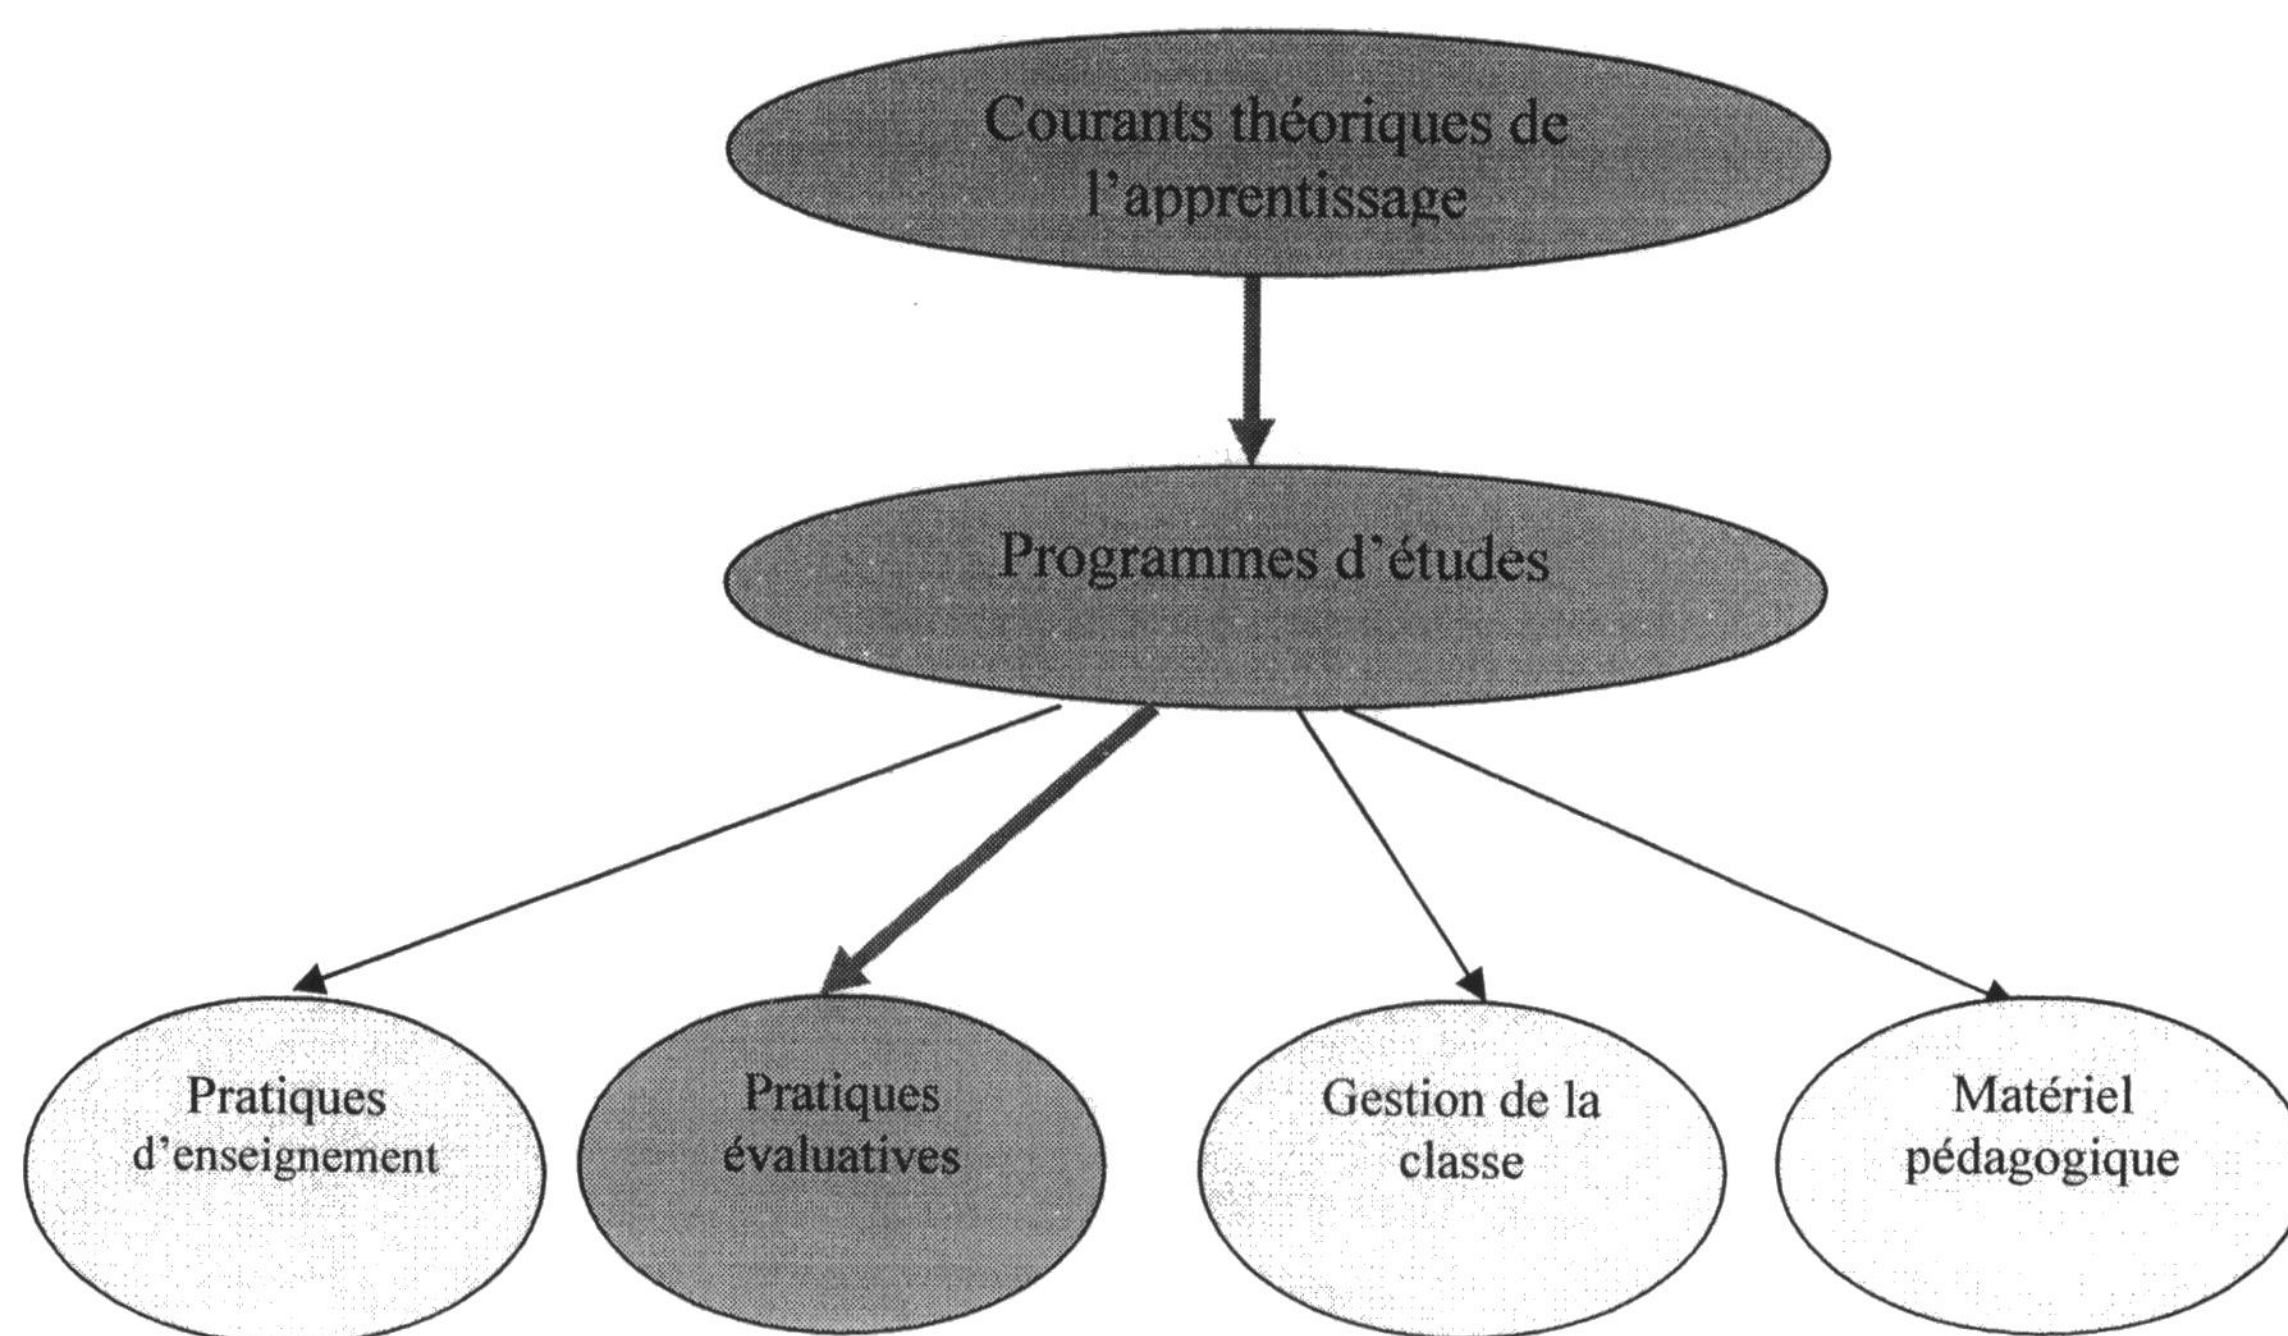 Courants théoriques de
l’apprentissage
Programmes d’études
Pratiques
d’enseignement
Pratiques
évaluatives
Gestion de la
classe
Matériel
pédagogique